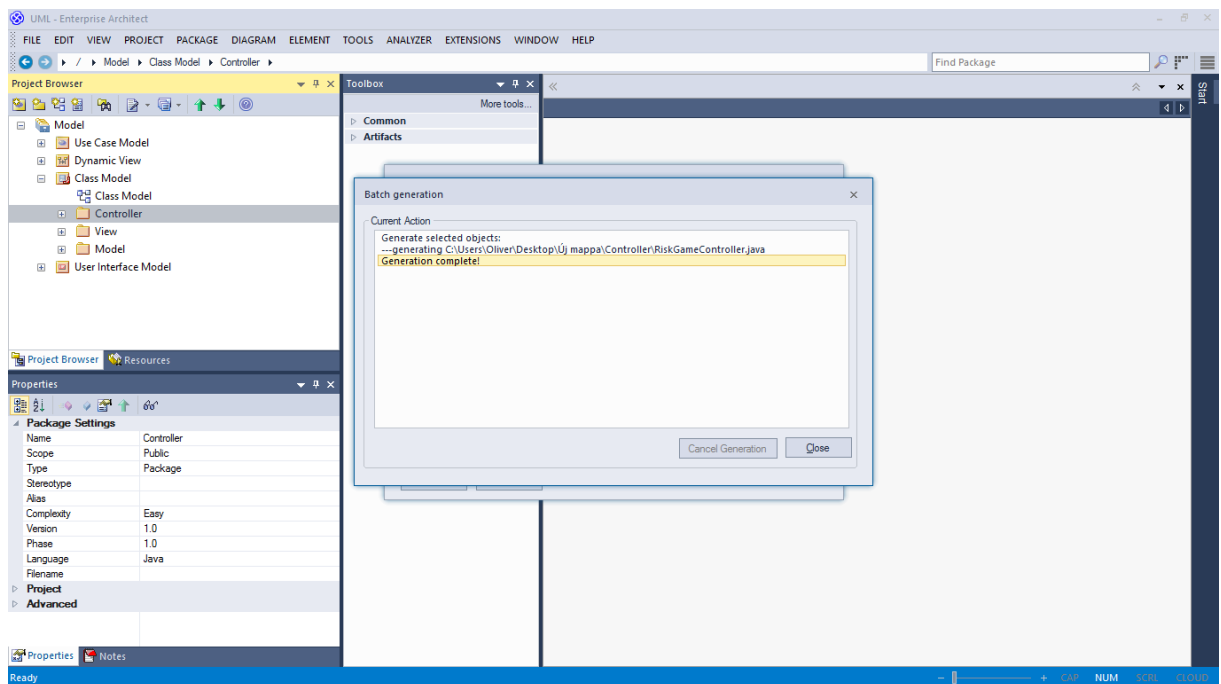 UML - Enterprise Architect
FILE EDIT VIEW PROJECT PACKAGE DIAGRAM ELEMENT TOOLS ANALYZER EXTENSIONS WINDOW HELP
/ Model Class Model Controller
Find Package
Project Browser
Model
Use Case Model
Dynamic View
Class Model
Class Model
Controller
View
Model
User Interface Model
Project Browser Resources
Properties
Package Settings
Name Controller
Scope Public
Type Package
Stereotype
Alias
Complexity Easy
Version 1.0
Phase 1.0
Language Java
Filename
Project
Advanced
Properties Notes
Toolbox
More tools...
Common
Artifacts
Batch generation
Current Action
Generate selected objects:
---generating C:\Users\Oliver\Desktop\Új mappa\Controller\RiskGameController.java
Generation complete!
Cancel Generation Close
Start
Ready
CAP NUM SCRL CLOUD